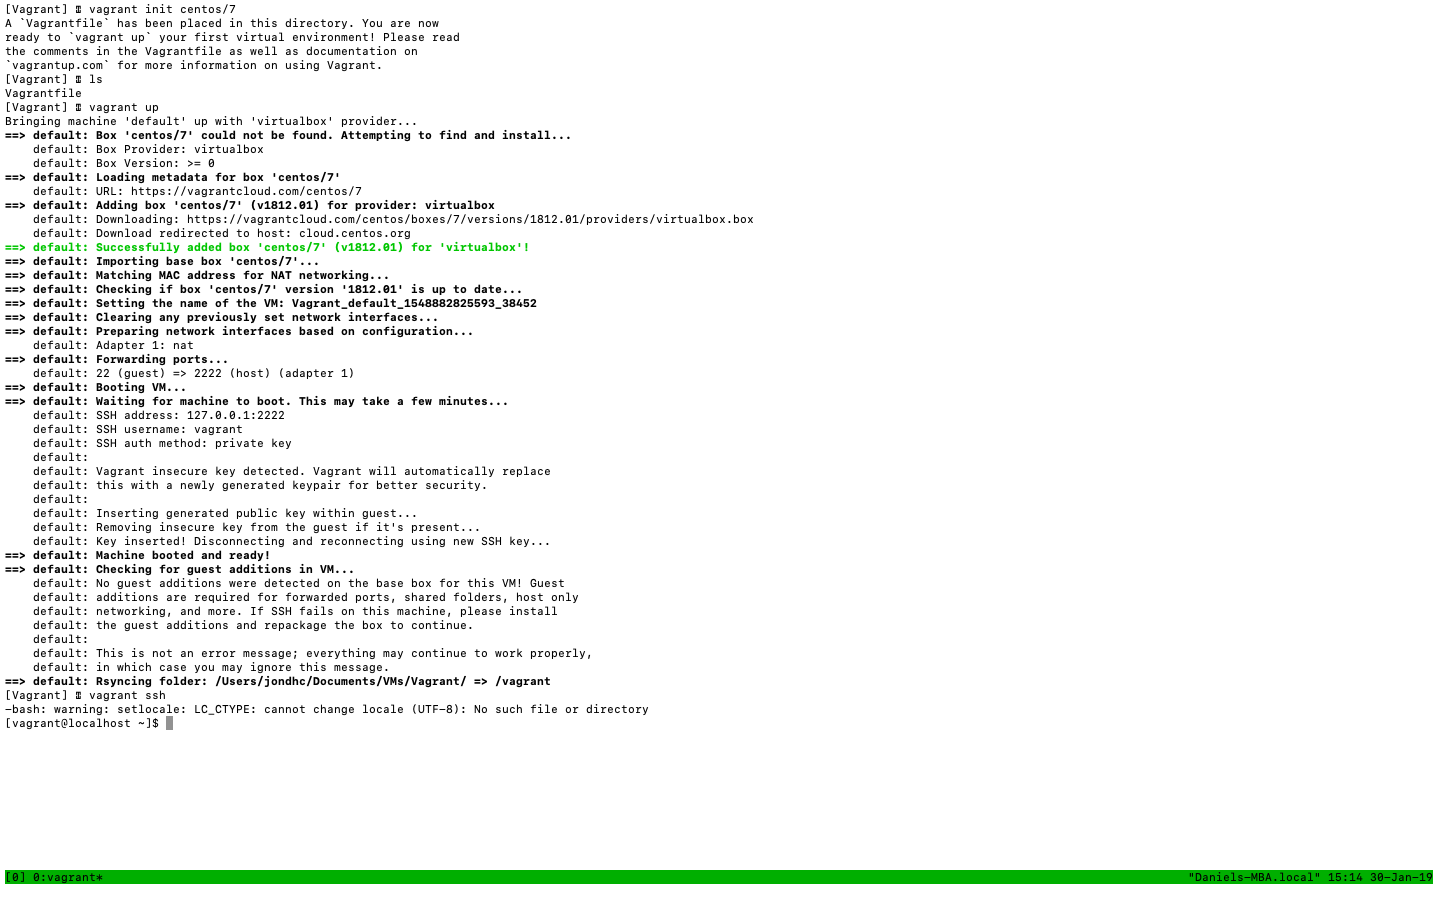 [Vagrant] ⌘ vagrant init centos/7
A `Vagrantfile` has been placed in this directory. You are now
ready to `vagrant up` your first virtual environment! Please read
the comments in the Vagrantfile as well as documentation on
`vagrantup.com` for more information on using Vagrant.
[Vagrant] ⌘ ls
Vagrantfile
[Vagrant] ⌘ vagrant up
Bringing machine 'default' up with 'virtualbox' provider...
==> default: Box 'centos/7' could not be found. Attempting to find and install...
    default: Box Provider: virtualbox
    default: Box Version: >= 0
==> default: Loading metadata for box 'centos/7'
    default: URL: https://vagrantcloud.com/centos/7
==> default: Adding box 'centos/7' (v1812.01) for provider: virtualbox
    default: Downloading: https://vagrantcloud.com/centos/boxes/7/versions/1812.01/providers/virtualbox.box
    default: Download redirected to host: cloud.centos.org
==> default: Successfully added box 'centos/7' (v1812.01) for 'virtualbox'!
==> default: Importing base box 'centos/7'...
==> default: Matching MAC address for NAT networking...
==> default: Checking if box 'centos/7' version '1812.01' is up to date...
==> default: Setting the name of the VM: Vagrant_default_1548882825593_38452
==> default: Clearing any previously set network interfaces...
==> default: Preparing network interfaces based on configuration...
    default: Adapter 1: nat
==> default: Forwarding ports...
    default: 22 (guest) => 2222 (host) (adapter 1)
==> default: Booting VM...
==> default: Waiting for machine to boot. This may take a few minutes...
    default: SSH address: 127.0.0.1:2222
    default: SSH username: vagrant
    default: SSH auth method: private key
    default:
    default: Vagrant insecure key detected. Vagrant will automatically replace
    default: this with a newly generated keypair for better security.
    default:
    default: Inserting generated public key within guest...
    default: Removing insecure key from the guest if it's present...
    default: Key inserted! Disconnecting and reconnecting using new SSH key...
==> default: Machine booted and ready!
==> default: Checking for guest additions in VM...
    default: No guest additions were detected on the base box for this VM! Guest
    default: additions are required for forwarded ports, shared folders, host only
    default: networking, and more. If SSH fails on this machine, please install
    default: the guest additions and repackage the box to continue.
    default:
    default: This is not an error message; everything may continue to work properly,
    default: in which case you may ignore this message.
==> default: Rsyncing folder: /Users/jondhc/Documents/VMs/Vagrant/ => /vagrant
[Vagrant] ⌘ vagrant ssh
-bash: warning: setlocale: LC_CTYPE: cannot change locale (UTF-8): No such file or directory
[vagrant@localhost ~]$
[0] 0:vagrant* "Daniels-MBA.local" 15:14 30-Jan-19